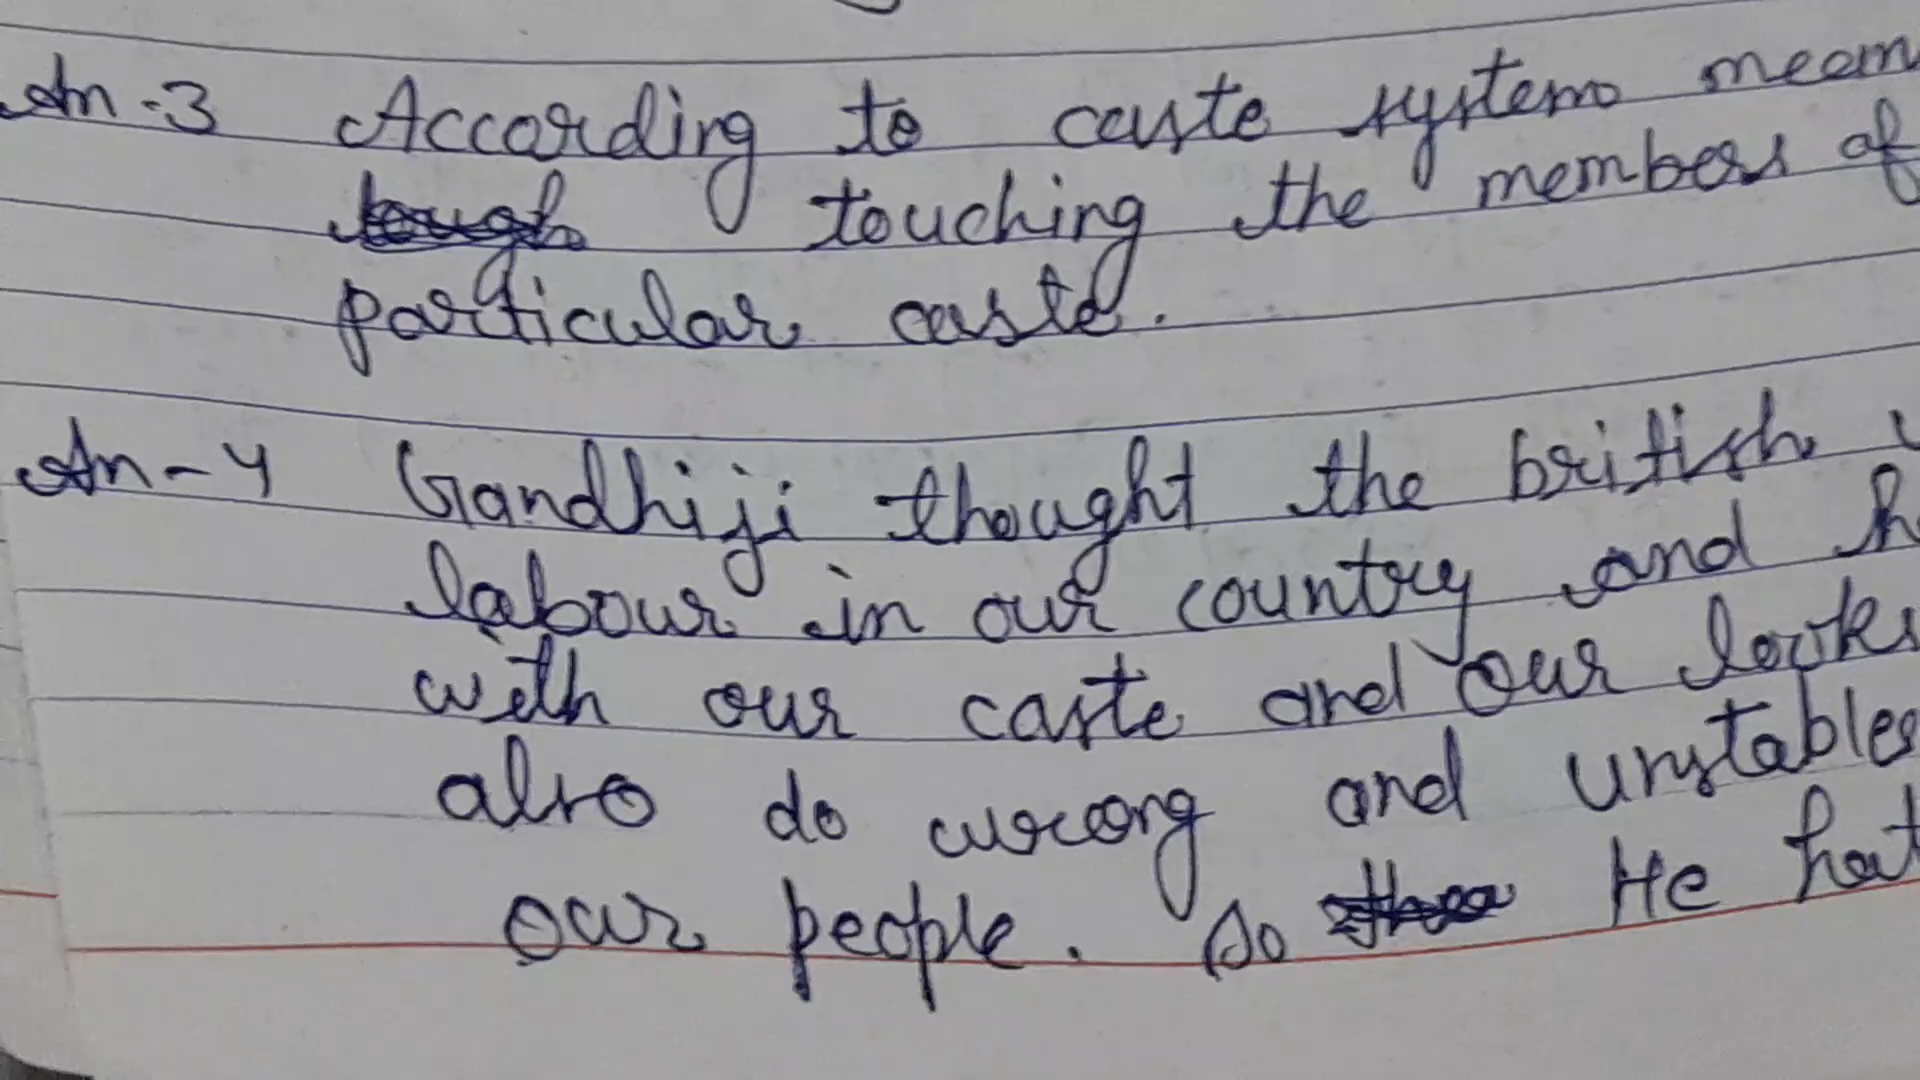 An-3 According to caste system mean
touching the members of
particular caste.
An-4 Gandhiji thought the british
labour in our country and
with our caste and our looks
also do wrong and unstables
our people. So He hat